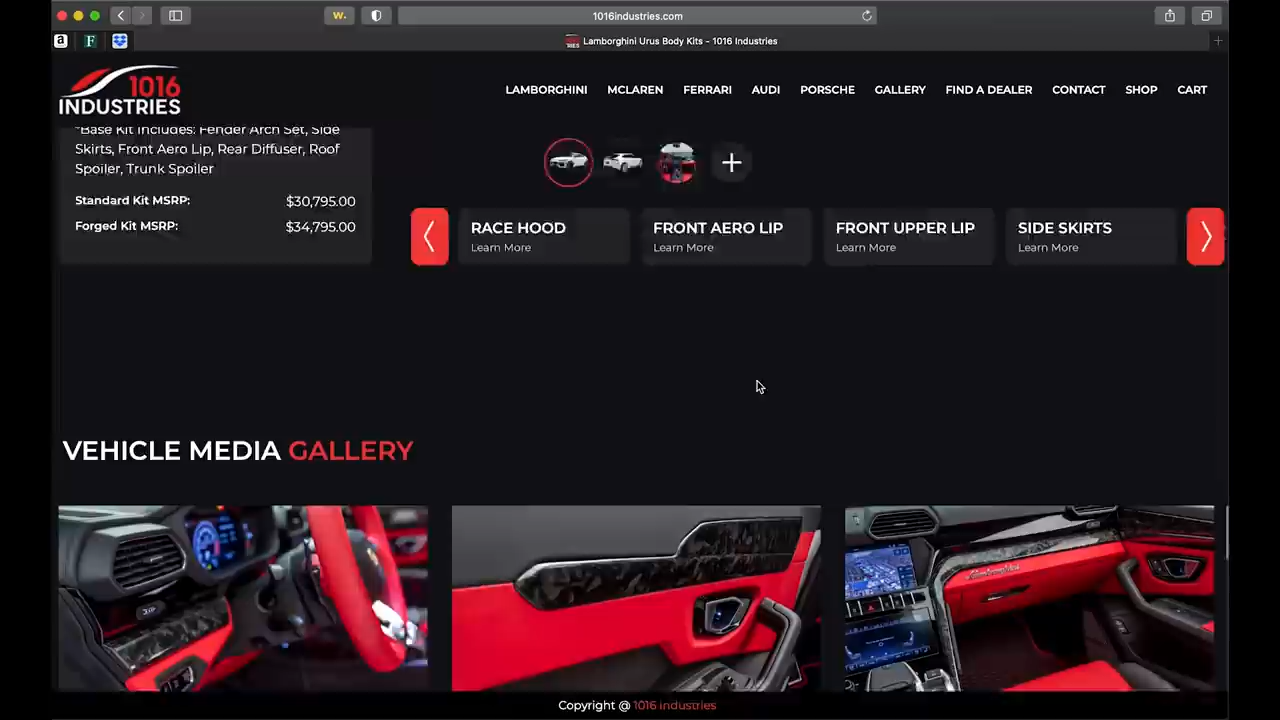 W.
1016industries.com
a
F
Lamborghini Urus Body Kits - 1016 Industries
1016
INDUSTRIES
LAMBORGHINI
MCLAREN
FERRARI
AUDI
PORSCHE
GALLERY
FIND A DEALER
CONTACT
SHOP
CART
*Base Kit Includes: Fender Arch Set, Side
Skirts, Front Aero Lip, Rear Diffuser, Roof
Spoiler, Trunk Spoiler
Standard Kit MSRP: $30,795.00
Forged Kit MSRP: $34,795.00
RACE HOOD
Learn More
FRONT AERO LIP
Learn More
FRONT UPPER LIP
Learn More
SIDE SKIRTS
Learn More
VEHICLE MEDIA GALLERY
Lamborghini
Copyright @ 1016 industries